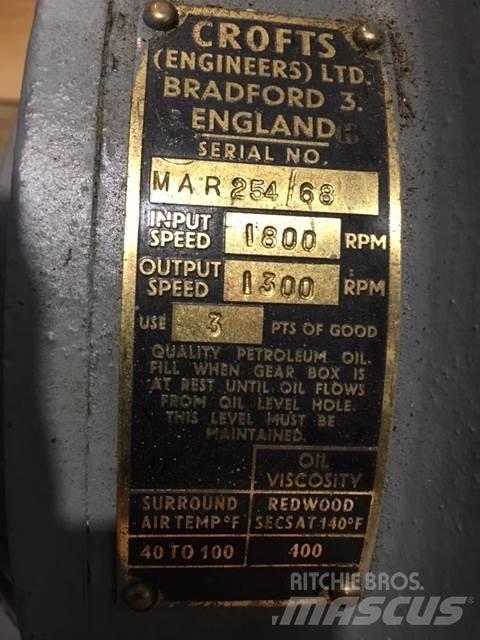 CROFTS
(ENGINEERS) LTD.
BRADFORD 3.
ENGLAND
SERIAL NO.
MAR254/68
INPUT SPEED 1800 RPM
OUTPUT SPEED 1300 RPM
USE 3 PTS OF GOOD
QUALITY PETROLEUM OIL.
FILL WHEN GEAR BOX IS
AT REST UNTIL OIL FLOWS
FROM OIL LEVEL HOLE.
THIS LEVEL MUST BE
MAINTAINED.
OIL
VISCOSITY
SURROUND REDWOOD
AIR TEMP °F SECS AT 140°F
40 TO 100 400
RITCHIE BROS.
MASCUS